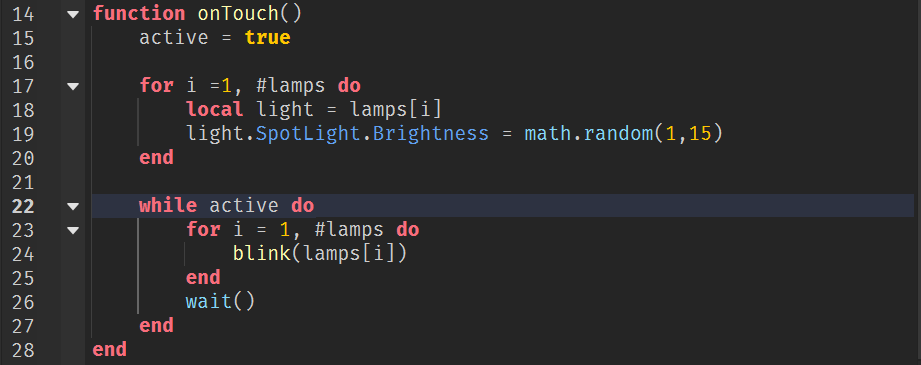 14 function onTouch()
15     active = true
16
17     for i =1, #lamps do
18         local light = lamps[i]
19         light.SpotLight.Brightness = math.random(1,15)
20     end
21
22     while active do
23         for i = 1, #lamps do
24             blink(lamps[i])
25         end
26         wait()
27     end
28 end